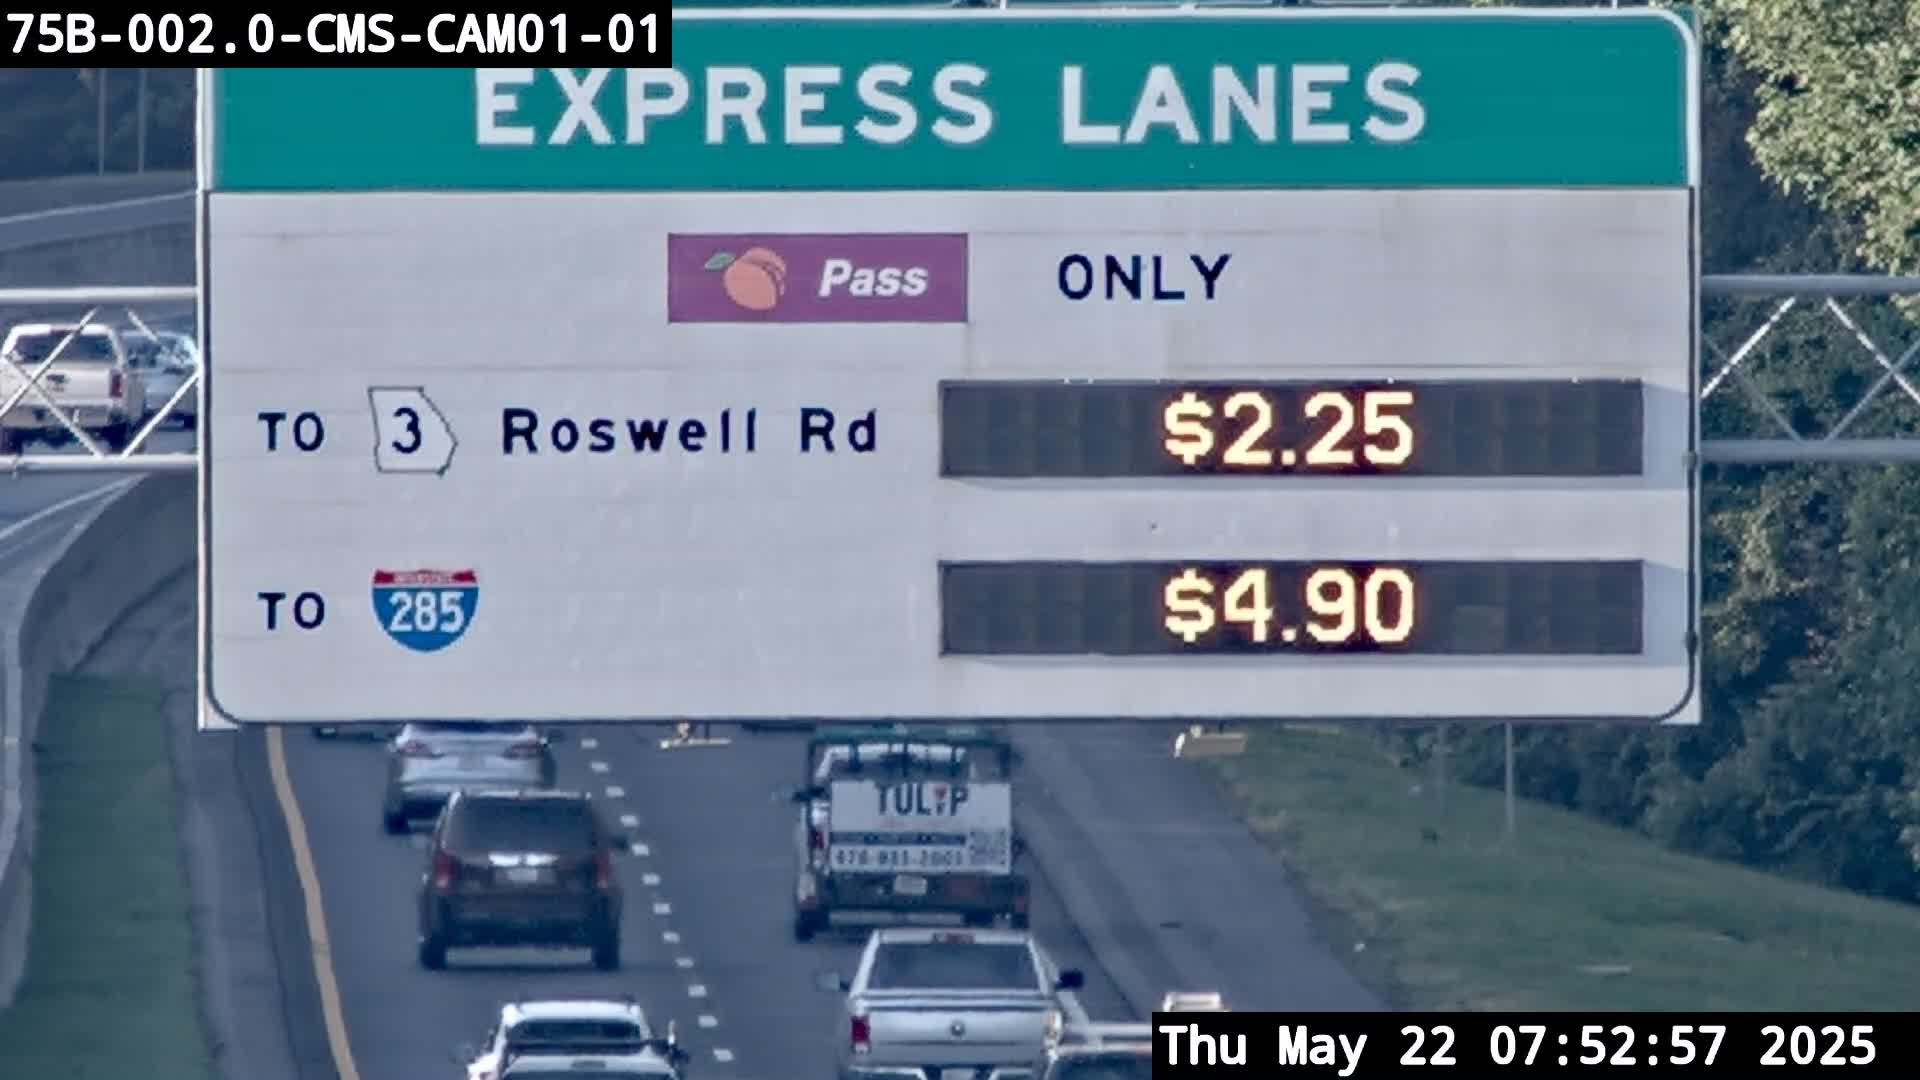 75B-002.0-CMS-CAM01-01
EXPRESS LANES
Pass ONLY
TO 3 Roswell Rd $2.25
TO INTERSTATE 285 $4.90
TULIP
Thu May 22 07:52:57 2025